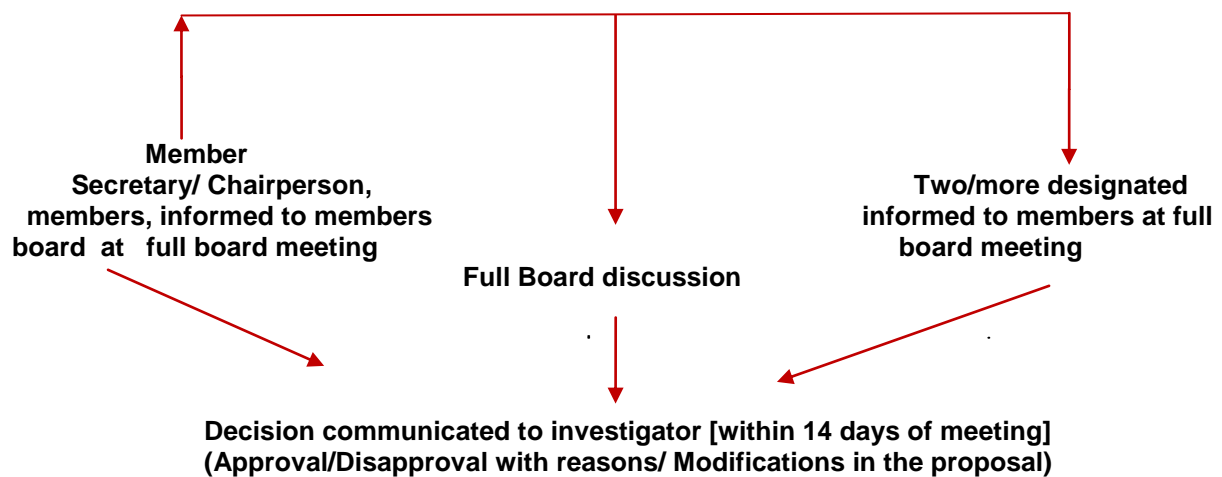 Member
Secretary/ Chairperson,
members, informed to members
board at full board meeting
Two/more designated
informed to members at full
board meeting
Full Board discussion
Decision communicated to investigator [within 14 days of meeting]
(Approval/Disapproval with reasons/ Modifications in the proposal)